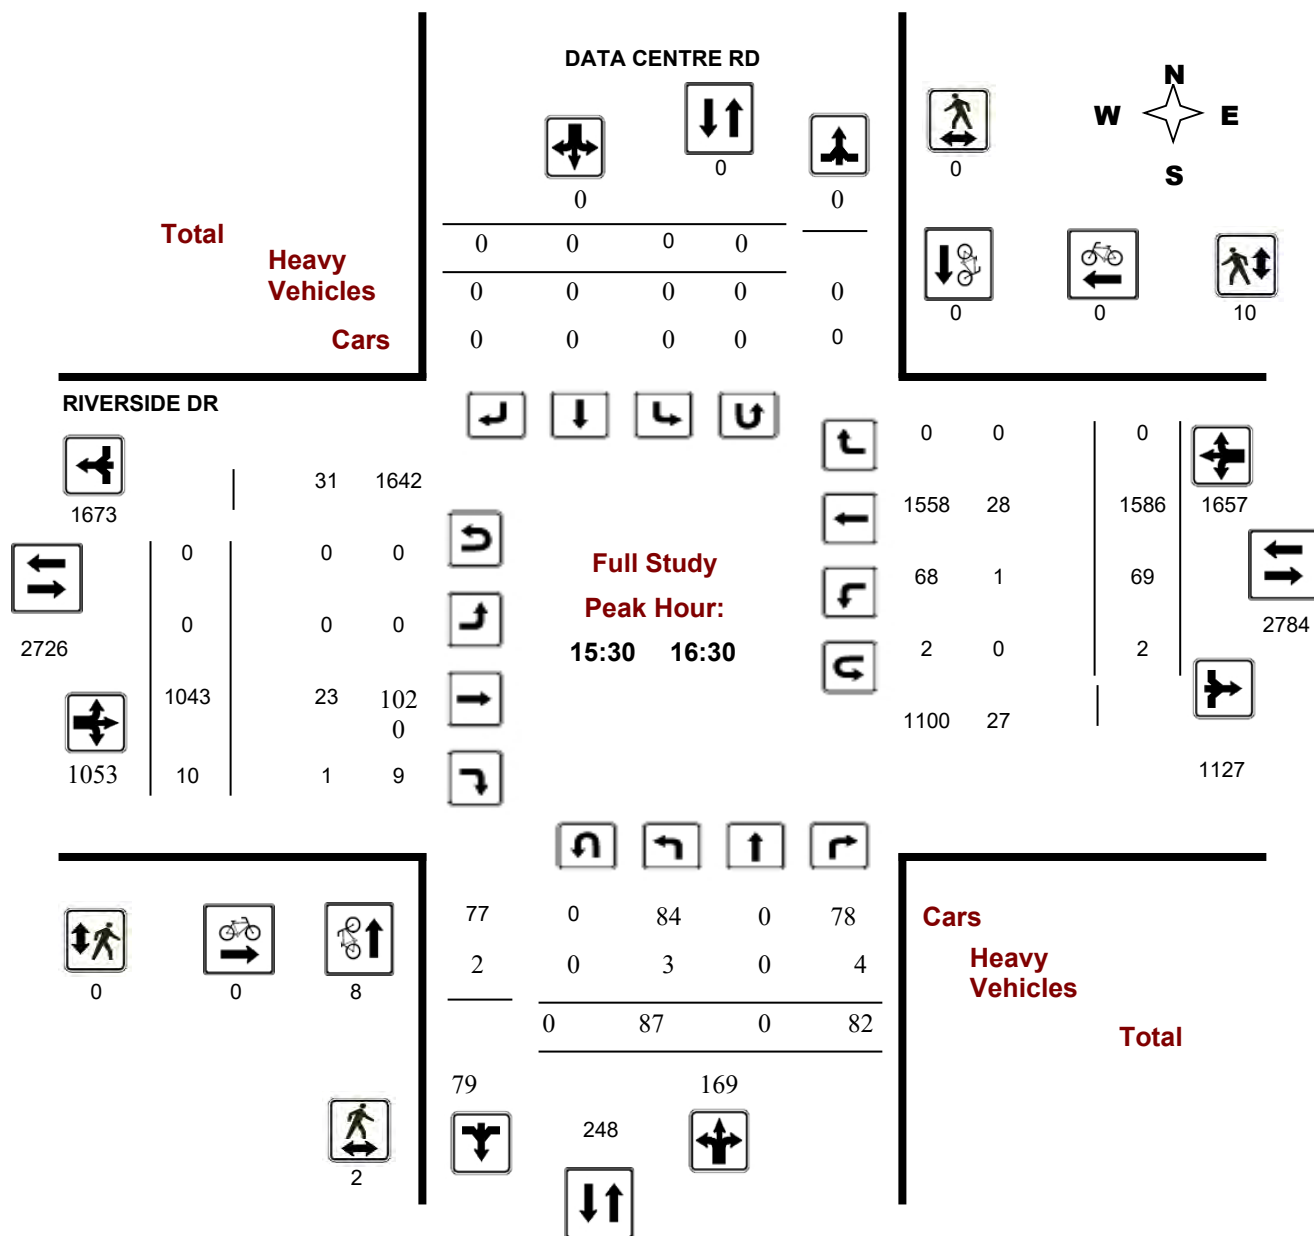 DATA CENTRE RD
N
W E
S
0
0
0 0
0
Total
0 0 0 0
Heavy
Vehicles
0 0 0 0 0
0 0 10
Cars
0 0 0 0 0
RIVERSIDE DR
0 0 0
31 1642
1673
1558 28 1586 1657
0 0 0
Full Study
68 1 69
Peak Hour:
0 0 0
2784
2726
15:30 16:30
2 0 2
1043 23 102
0
1100 27
1053 10 1 9
1127
77 0 84 0 78
Cars
2 0 3 0 4
Heavy
Vehicles
0 0 8
0 87 0 82
Total
79 169
248
2